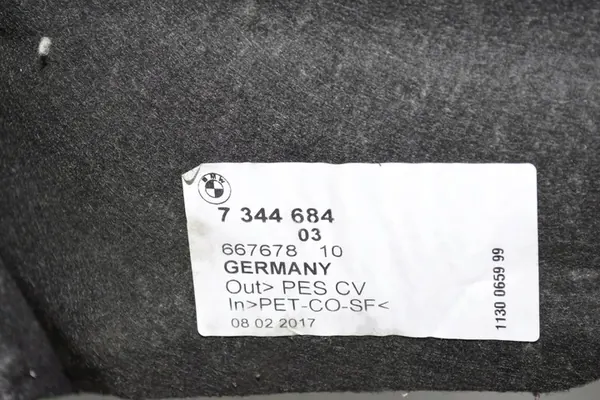 BMW
7 344 684
03
667678 10
GERMANY
Out> PES CV
In>PET-CO-SF<
08 02 2017
1130 0659 99